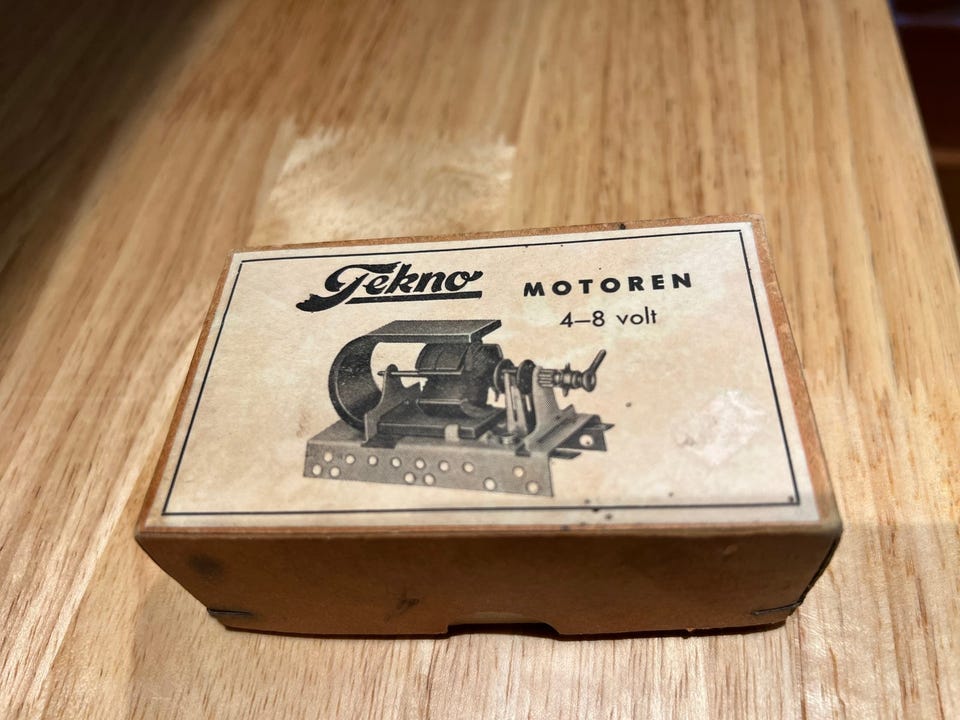 Tekno MOTOREN
4–8 volt